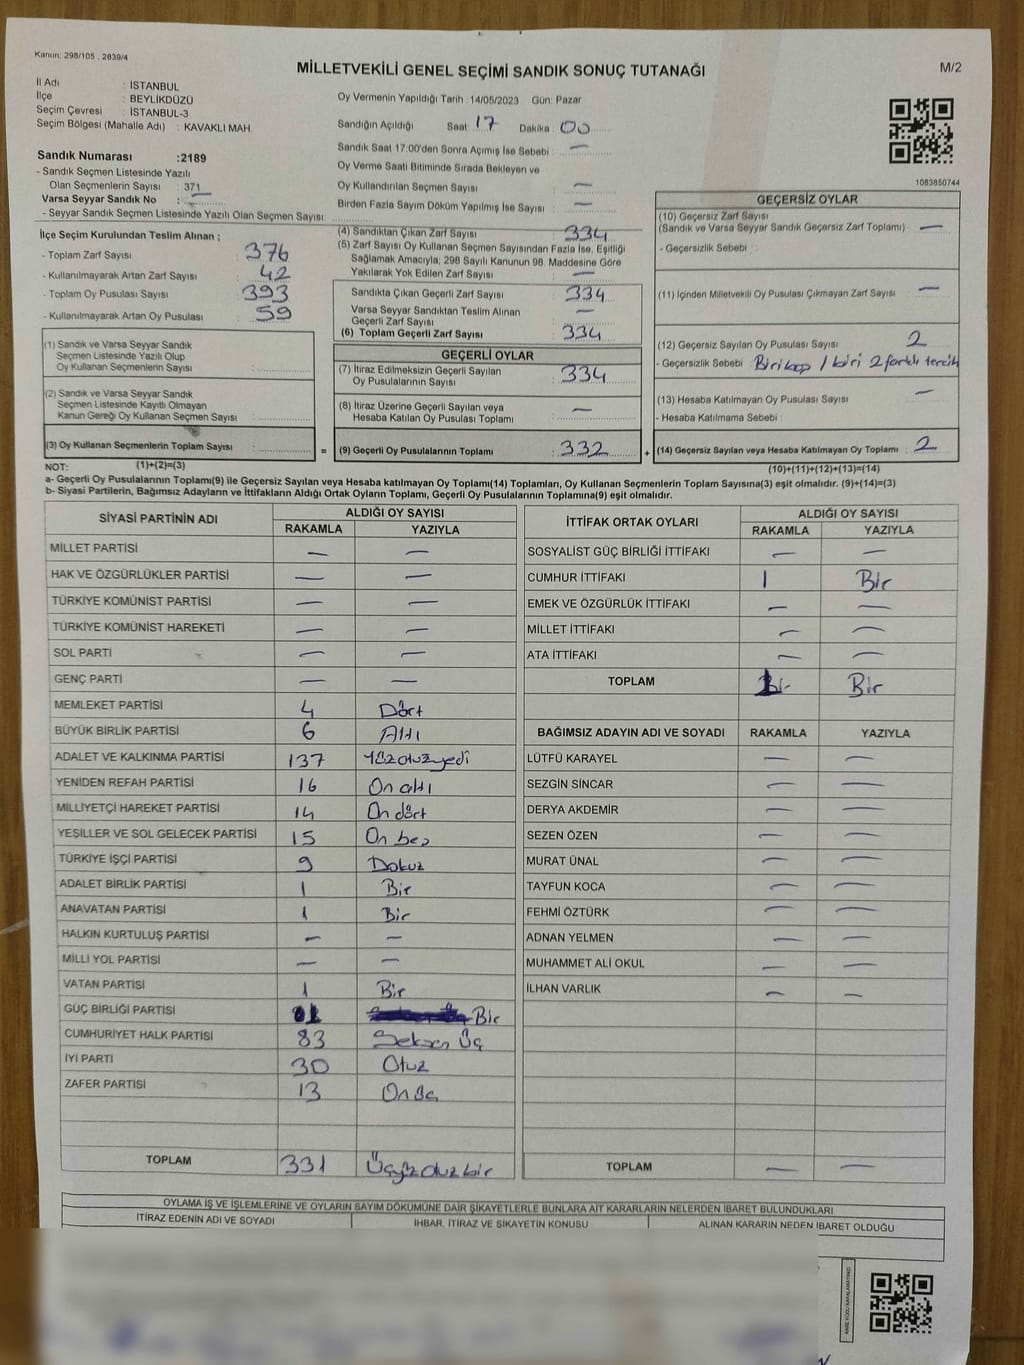 Kanun: 298/105 , 2839/4
MİLLETVEKİLİ GENEL SEÇİMİ SANDIK SONUÇ TUTANAĞI
M/2
İl Adı : İSTANBUL
İlçe : BEYLİKDÜZÜ
Seçim Çevresi : İSTANBUL-3
Seçim Bölgesi (Mahalle Adı) : KAVAKLI MAH.
Sandık Numarası :2189
- Sandık Seçmen Listesinde Yazılı
Olan Seçmenlerin Sayısı : 371
Varsa Seyyar Sandık No : —
- Seyyar Sandık Seçmen Listesinde Yazılı Olan Seçmen Sayısı:
Oy Vermenin Yapıldığı Tarih :14/05/2023 Gün: Pazar
Sandığın Açıldığı Saat 17 Dakika 00
Sandık Saat 17:00'den Sonra Açımış İse Sebebi : —
Oy Verme Saati Bitiminde Sırada Bekleyen ve
Oy Kullandırılan Seçmen Sayısı : —
Birden Fazla Sayım Döküm Yapılmış İse Sayısı : —
1083850744
İlçe Seçim Kurulundan Teslim Alınan ;
- Toplam Zarf Sayısı : 376
- Kullanılmayarak Artan Zarf Sayısı : 42
- Toplam Oy Pusulası Sayısı : 393
- Kullanılmayarak Artan Oy Pusulası : 59
(1) Sandık ve Varsa Seyyar Sandık
Seçmen Listesinde Yazılı Olup
Oy Kullanan Seçmenlerin Sayısı :
(2) Sandık ve Varsa Seyyar Sandık
Seçmen Listesinde Kayıtlı Olmayan
Kanun Gereği Oy Kullanan Seçmen Sayısı :
(3) Oy Kullanan Seçmenlerin Toplam Sayısı :
(4) Sandıktan Çıkan Zarf Sayısı : 334
(5) Zarf Sayısı Oy Kullanan Seçmen Sayısından Fazla İse, Eşitliği
Sağlamak Amacıyla; 298 Sayılı Kanunun 98. Maddesine Göre
Yakılarak Yok Edilen Zarf Sayısı : —
Sandıkta Çıkan Geçerli Zarf Sayısı : 334
Varsa Seyyar Sandıktan Teslim Alınan
Geçerli Zarf Sayısı : —
(6) Toplam Geçerli Zarf Sayısı : 334
GEÇERLİ OYLAR
(7) İtiraz Edilmeksizin Geçerli Sayılan
Oy Pusulalarının Sayısı : 334
(8) İtiraz Üzerine Geçerli Sayılan veya
Hesaba Katılan Oy Pusulası Toplamı : —
= (9) Geçerli Oy Pusulalarının Toplamı : 332 +
GEÇERSİZ OYLAR
(10) Geçersiz Zarf Sayısı
(Sandık ve Varsa Seyyar Sandık Geçersiz Zarf Toplamı) : —
- Geçersizlik Sebebi :
(11) İçinden Milletvekili Oy Pusulası Çıkmayan Zarf Sayısı : —
(12) Geçersiz Sayılan Oy Pusulası Sayısı : 2
- Geçersizlik Sebebi : Biri boş / biri 2 farklı tercih
(13) Hesaba Katılmayan Oy Pusulası Sayısı : —
- Hesaba Katılmama Sebebi :
(14) Geçersiz Sayılan veya Hesaba Katılmayan Oy Toplamı : 2
NOT: (1)+(2)=(3)
(10)+(11)+(12)+(13)=(14)
a- Geçerli Oy Pusulalarının Toplamı(9) ile Geçersiz Sayılan veya Hesaba katılmayan Oy Toplamı(14) Toplamları, Oy Kullanan Seçmenlerin Toplam Sayısına(3) eşit olmalıdır. (9)+(14)=(3)
b- Siyasi Partilerin, Bağımsız Adayların ve İttifakların Aldığı Ortak Oyların Toplamı, Geçerli Oy Pusulalarının Toplamına(9) eşit olmalıdır.
SİYASİ PARTİNİN ADI ALDIĞI OY SAYISI
RAKAMLA YAZIYLA
MİLLET PARTİSİ — —
HAK VE ÖZGÜRLÜKLER PARTİSİ — —
TÜRKİYE KOMÜNİST PARTİSİ — —
TÜRKİYE KOMÜNİST HAREKETİ — —
SOL PARTİ — —
GENÇ PARTİ — —
MEMLEKET PARTİSİ 4 Dört
BÜYÜK BİRLİK PARTİSİ 6 Altı
ADALET VE KALKINMA PARTİSİ 137 Yüzotuzyedi
YENİDEN REFAH PARTİSİ 16 On altı
MİLLİYETÇİ HAREKET PARTİSİ 14 On dört
YEŞİLLER VE SOL GELECEK PARTİSİ 15 On beş
TÜRKİYE İŞÇİ PARTİSİ 9 Dokuz
ADALET BİRLİK PARTİSİ 1 Bir
ANAVATAN PARTİSİ 1 Bir
HALKIN KURTULUŞ PARTİSİ — —
MİLLİ YOL PARTİSİ — —
VATAN PARTİSİ 1 Bir
GÜÇ BİRLİĞİ PARTİSİ 1 Bir
CUMHURİYET HALK PARTİSİ 83 Seksen Üç
İYİ PARTİ 30 Otuz
ZAFER PARTİSİ 13 On üç
TOPLAM 331 Üçyüzotuzbir
İTTİFAK ORTAK OYLARI ALDIĞI OY SAYISI
RAKAMLA YAZIYLA
SOSYALİST GÜÇ BİRLİĞİ İTTİFAKI — —
CUMHUR İTTİFAKI 1 Bir
EMEK VE ÖZGÜRLÜK İTTİFAKI — —
MİLLET İTTİFAKI — —
ATA İTTİFAKI — —
TOPLAM 1 Bir
BAĞIMSIZ ADAYIN ADI VE SOYADI RAKAMLA YAZIYLA
LÜTFÜ KARAYEL — —
SEZGİN SİNCAR — —
DERYA AKDEMİR — —
SEZEN ÖZEN — —
MURAT ÜNAL — —
TAYFUN KOCA — —
FEHMİ ÖZTÜRK — —
ADNAN YELMEN — —
MUHAMMET ALİ OKUL — —
İLHAN VARLIK — —
TOPLAM — —
OYLAMA İŞ VE İŞLEMLERİNE VE OYLARIN SAYIM DÖKÜMÜNE DAİR ŞİKAYETLERLE BUNLARA AİT KARARLARIN NELERDEN İBARET BULUNDUKLARI
İTİRAZ EDENİN ADI VE SOYADI İHBAR, İTİRAZ VE ŞİKAYETİN KONUSU ALINAN KARARIN NEDEN İBARET OLDUĞU